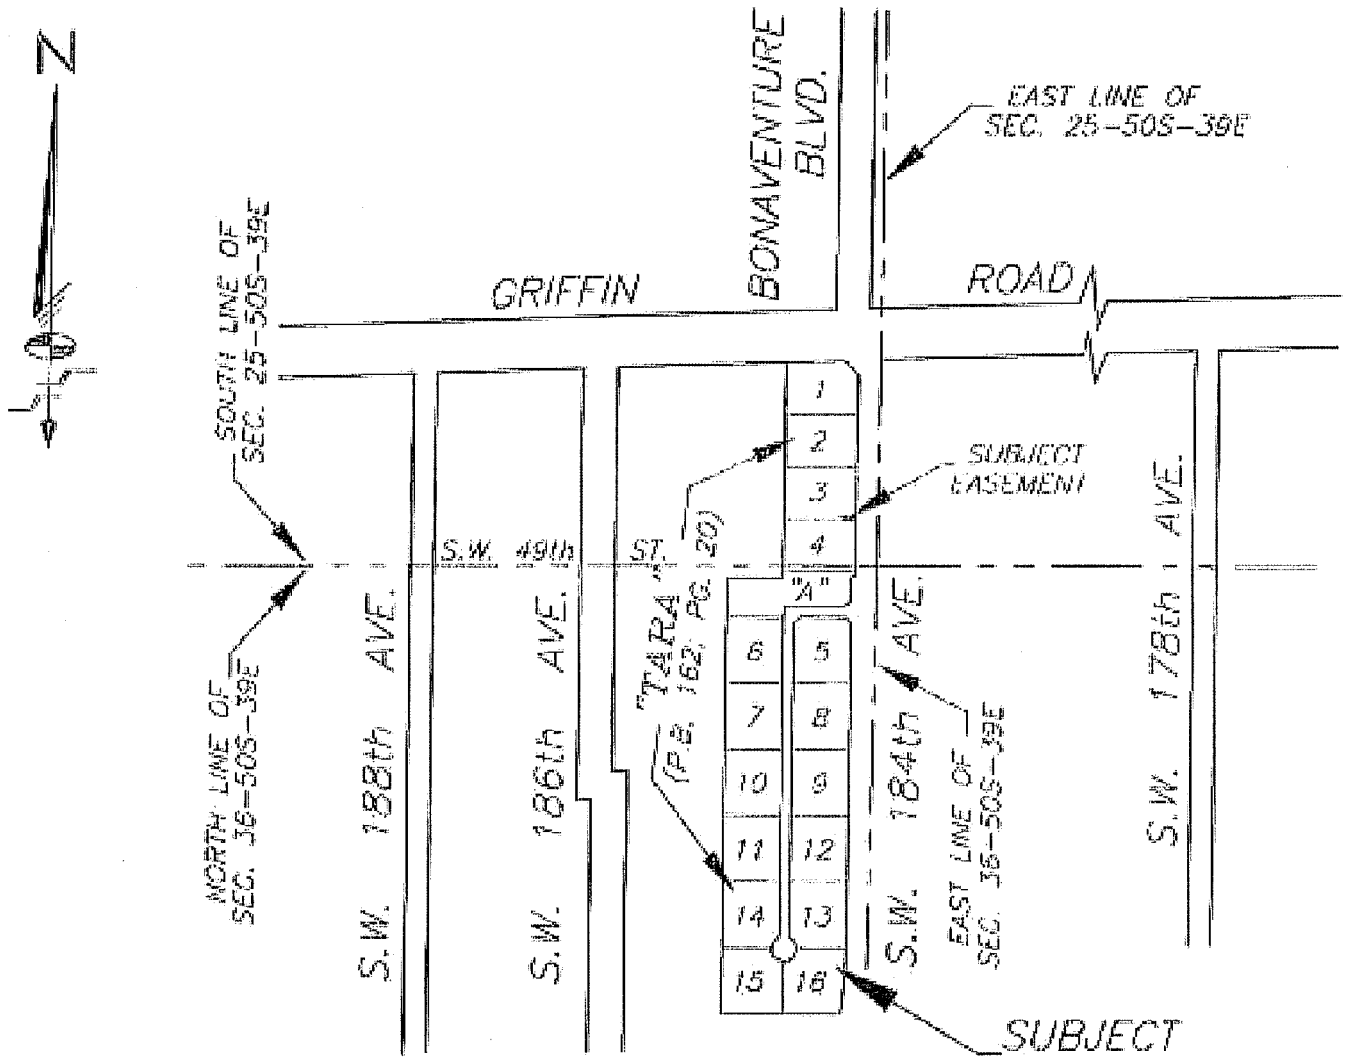 N
BONAVENTURE
BLVD.
EAST LINE OF
SEC. 25-50S-39E
SOUTH LINE OF
SEC. 25-50S-39E
GRIFFIN
ROAD
1
2
3
4
"A"
SUBJECT
EASEMENT
S.W. 49th
ST.
"TARA"
(P.B. 162, PG. 20)
6
5
7
8
10
9
11
12
14
13
15
16
NORTH LINE OF
SEC. 36-50S-39E
S.W. 188th AVE.
S.W. 186th AVE.
S.W. 184th AVE.
EAST LINE OF
SEC. 36-50S-39E
S.W. 178th AVE.
SUBJECT